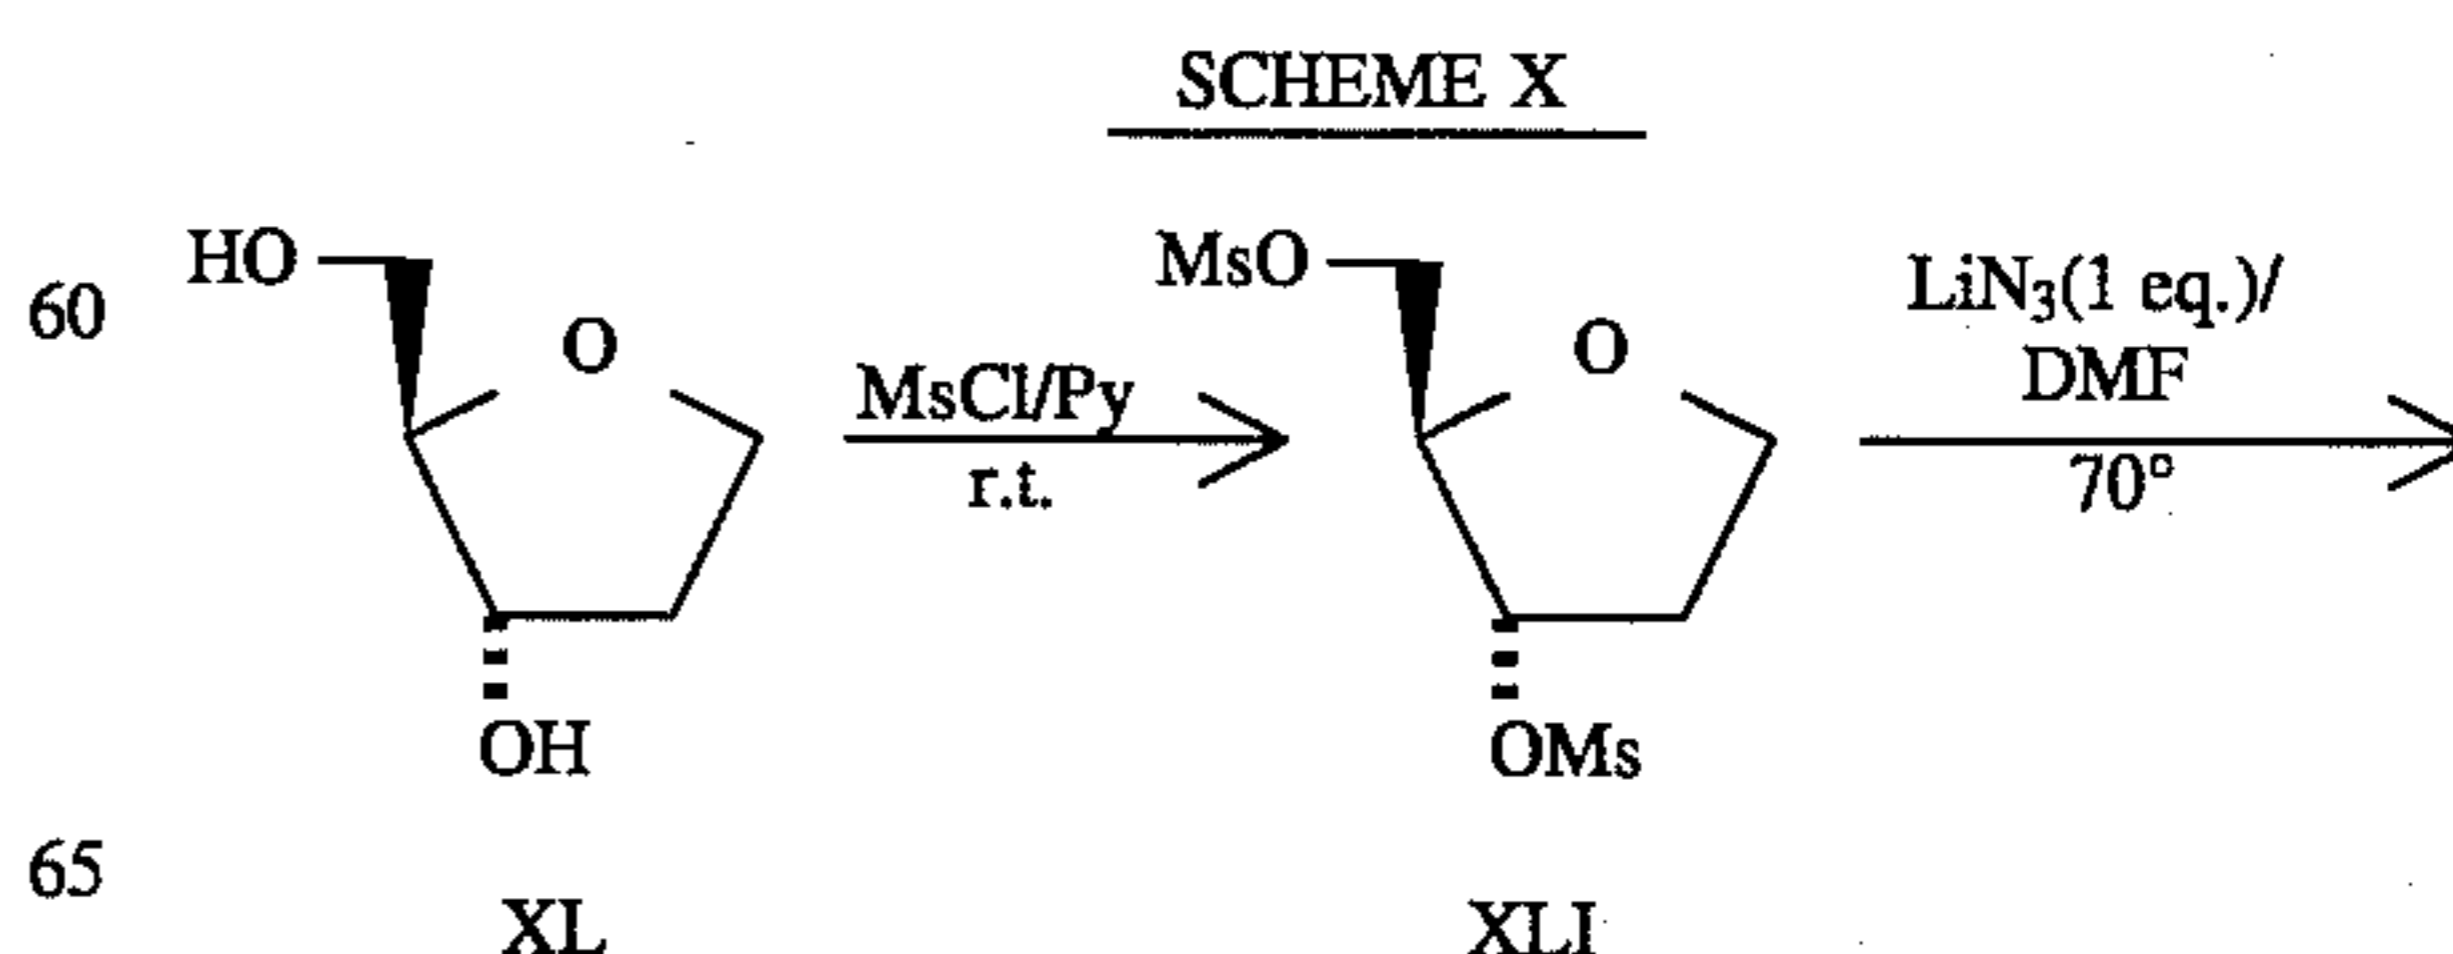 SCHEME X
HO
MsO
LiN₃(1 eq.)/
60
O
O
DMF
MsCl/Py
r.t.
70°
OH
OMs
65
XL
XLI